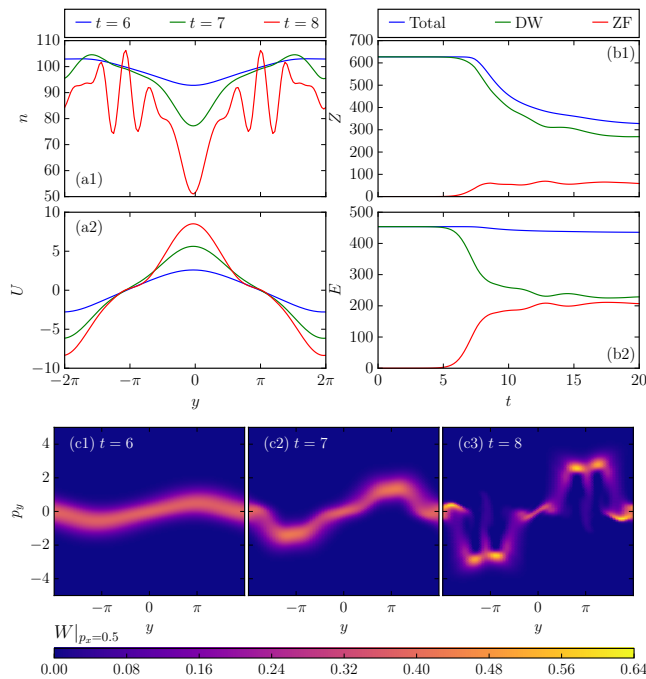 t = 6 t = 7 t = 8
Total DW ZF
110
100
90
80
70
60
50
n
(a1)
700
600
500
400
300
200
100
0
Z
(b1)
10
5
0
−5
−10
U
(a2)
−2π −π 0 π 2π
y
500
400
300
200
100
0
E
(b2)
0 5 10 15 20
t
4
2
0
−2
−4
p_y
(c1) t = 6
(c2) t = 7
(c3) t = 8
−π 0 π −π 0 π −π 0 π
y y y
W|_{p_x=0.5}
0.00 0.08 0.16 0.24 0.32 0.40 0.48 0.56 0.64